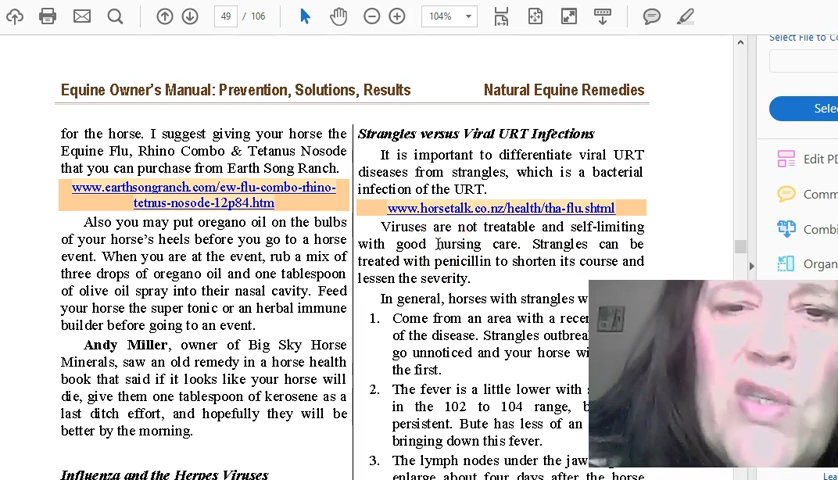 Select File to Co
49 / 106
104%
Selec
Equine Owner's Manual: Prevention, Solutions, Results
Natural Equine Remedies
for the horse. I suggest giving your horse the
Equine Flu, Rhino Combo & Tetanus Nosode
that you can purchase from Earth Song Ranch.
www.earthsongranch.com/ew-flu-combo-rhino-
tetnus-nosode-12p84.htm
Also you may put oregano oil on the bulbs
of your horse's heels before you go to a horse
event. When you are at the event, rub a mix of
three drops of oregano oil and one tablespoon
of olive oil spray into their nasal cavity. Feed
your horse the super tonic or an herbal immune
builder before going to an event.
Andy Miller, owner of Big Sky Horse
Minerals, saw an old remedy in a horse health
book that said if it looks like your horse will
die, give them one tablespoon of kerosene as a
last ditch effort, and hopefully they will be
better by the morning.
Influenza and the Herpes Viruses
Strangles versus Viral URT Infections
It is important to differentiate viral URT
diseases from strangles, which is a bacterial
infection of the URT.
www.horsetalk.co.nz/health/tha-flu.shtml
Viruses are not treatable and self-limiting
with good nursing care. Strangles can be
treated with penicillin to shorten its course and
lessen the severity.
In general, horses with strangles w
1. Come from an area with a recen
of the disease. Strangles outbrea
go unnoticed and your horse wi
the first.
2. The fever is a little lower with s
in the 102 to 104 range, b
persistent. Bute has less of an
bringing down this fever.
3. The lymph nodes under the jaw
enlarge about four days after the horse
Edit PD
Comm
Combi
Organ